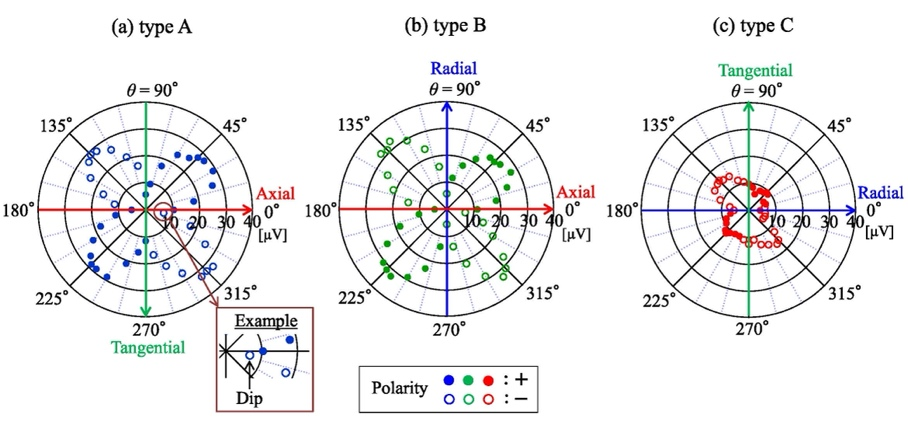 (a) type A
(b) type B
(c) type C
θ = 90°
135°
45°
Axial
180°
0°
10 20 30 40
[μV]
225°
315°
270°
Tangential
Radial
θ = 90°
135°
45°
Axial
180°
0°
10 20 30 40
[μV]
225°
315°
270°
Tangential
θ = 90°
135°
45°
Radial
180°
0°
10 20 30 40
[μV]
225°
315°
270°
Example
Dip
Polarity
: +
: −